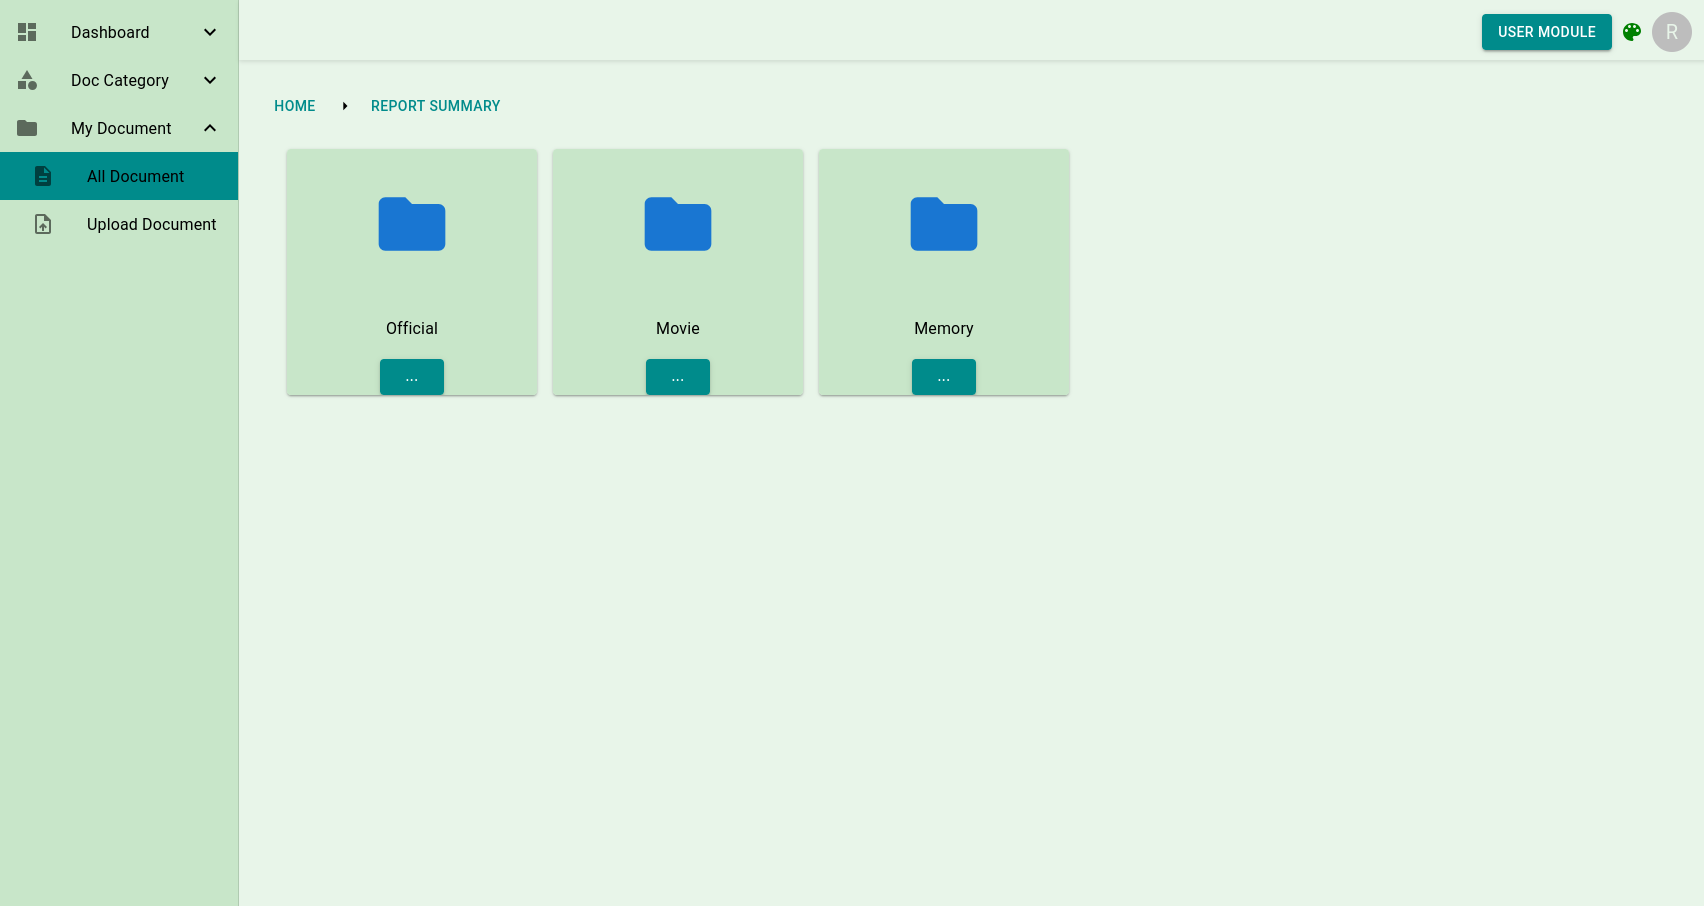 Dashboard
Doc Category
My Document
All Document
Upload Document
USER MODULE
R
HOME
REPORT SUMMARY
Official
Movie
Memory
...
...
...